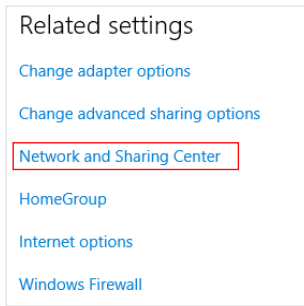 Related settings
Change adapter options
Change advanced sharing options
Network and Sharing Center
HomeGroup
Internet options
Windows Firewall